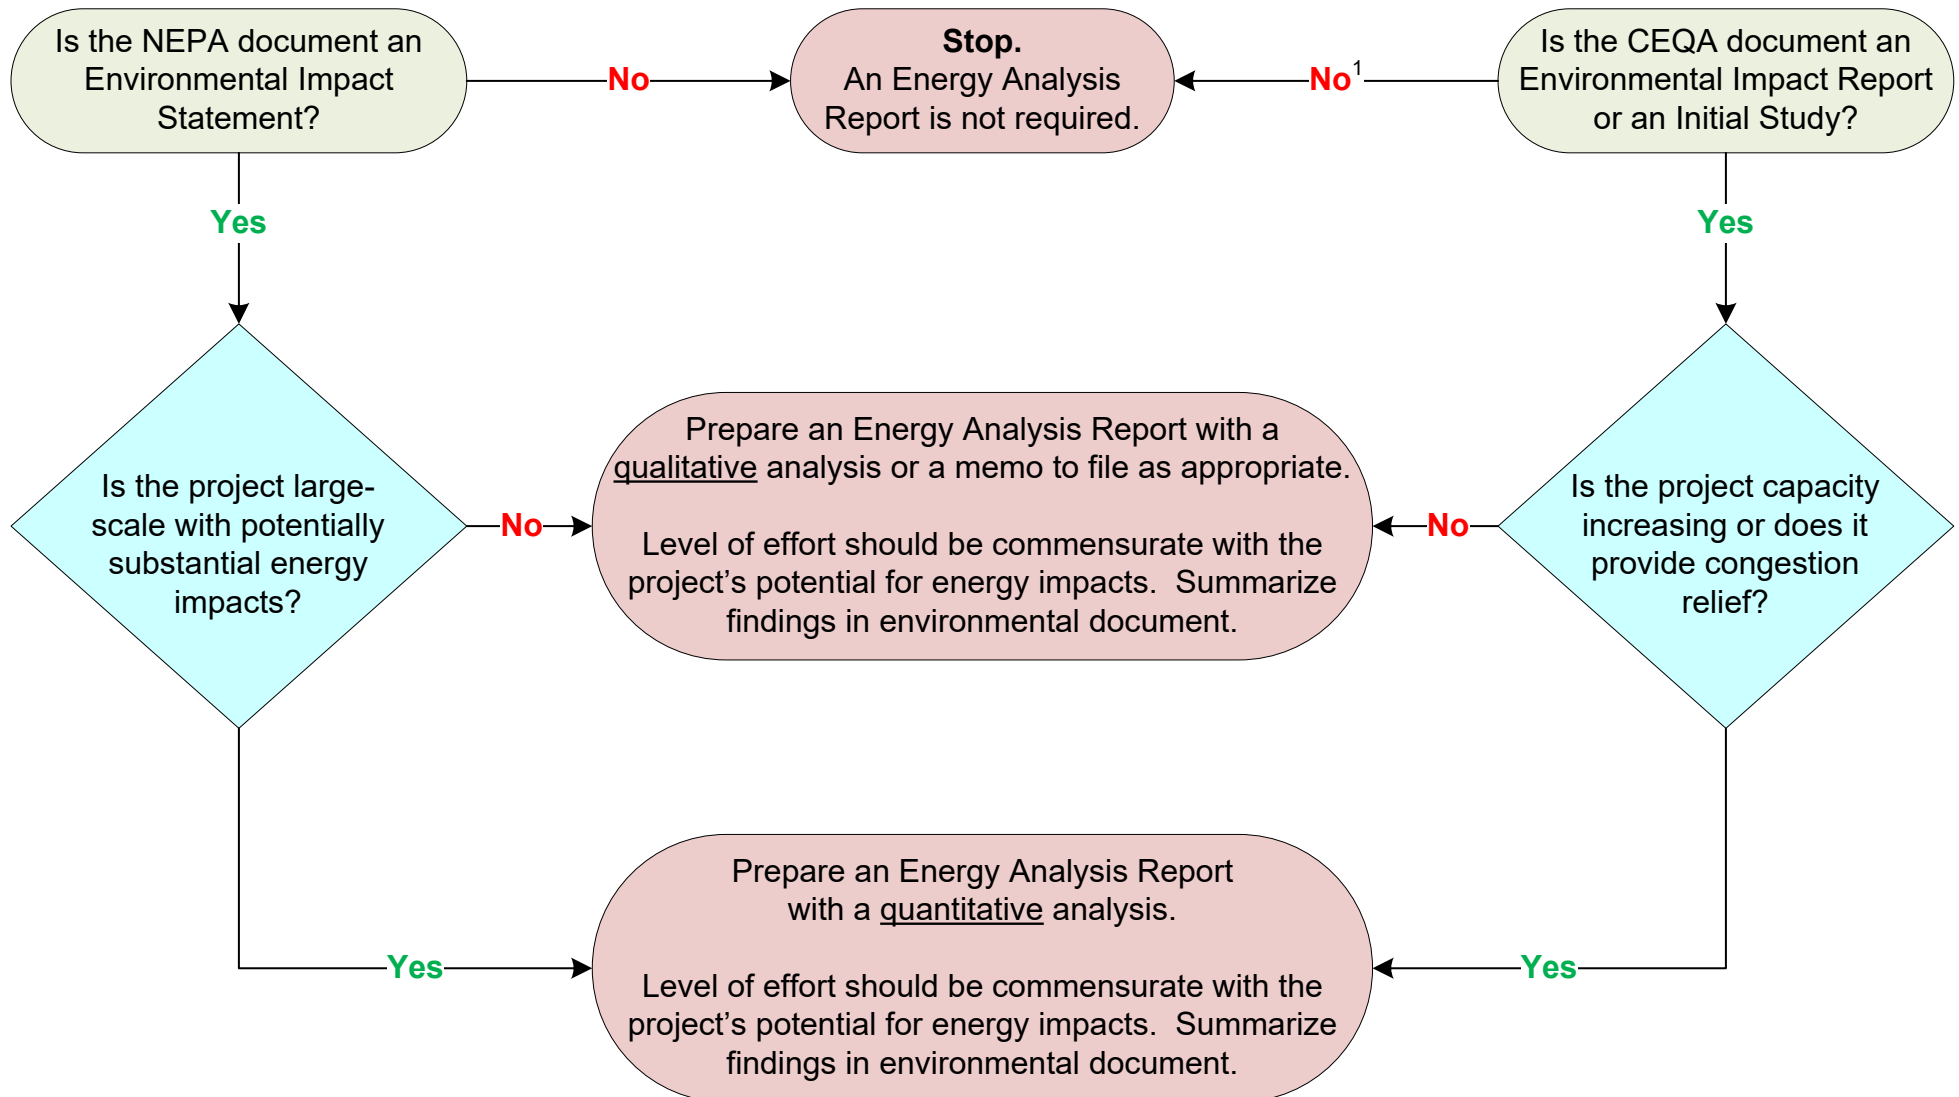 Is the NEPA document an
Environmental Impact
Statement?
No
Stop.
An Energy Analysis
Report is not required.
No1
Is the CEQA document an
Environmental Impact Report
or an Initial Study?
Yes
Yes
Is the project large-
scale with potentially
substantial energy
impacts?
No
Prepare an Energy Analysis Report with a
qualitative analysis or a memo to file as appropriate.
Level of effort should be commensurate with the
project’s potential for energy impacts.  Summarize
findings in environmental document.
No
Is the project capacity
increasing or does it
provide congestion
relief?
Yes
Prepare an Energy Analysis Report
with a quantitative analysis.
Level of effort should be commensurate with the
project’s potential for energy impacts.  Summarize
findings in environmental document.
Yes